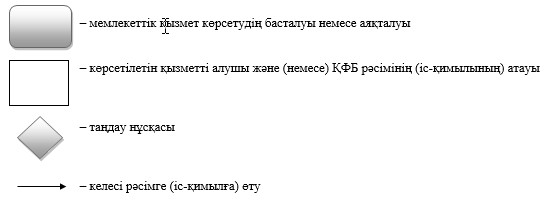 – мемлекеттік қызмет көрсетудің басталуы немесе аяқталуы
– көрсетілетін қызметті алушы және (немесе) ҚФБ рәсімінің (іс-қимылының) атауы
– таңдау нұсқасы
– келесі рәсімге (іс-қимылға) өту